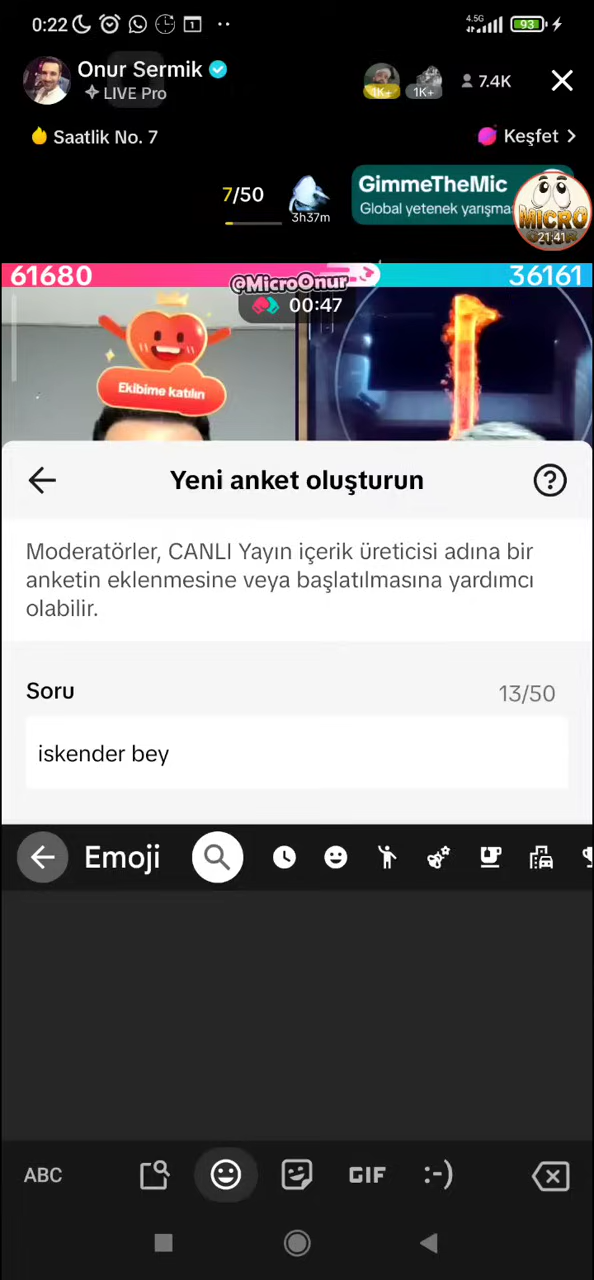 0:22
4.5G
93
Onur Sermik
LIVE Pro
1K+
1K+
7.4K
Saatlik No. 7
Keşfet
7/50
3h37m
GimmeTheMic
Global yetenek yarışma
MICRO
21:41
61680
@MicroOnur
36161
00:47
Ekibime katılın
Yeni anket oluşturun
Moderatörler, CANLI Yayın içerik üreticisi adına bir
anketin eklenmesine veya başlatılmasına yardımcı
olabilir.
Soru
13/50
iskender bey
Emoji
ABC
GIF
:-)